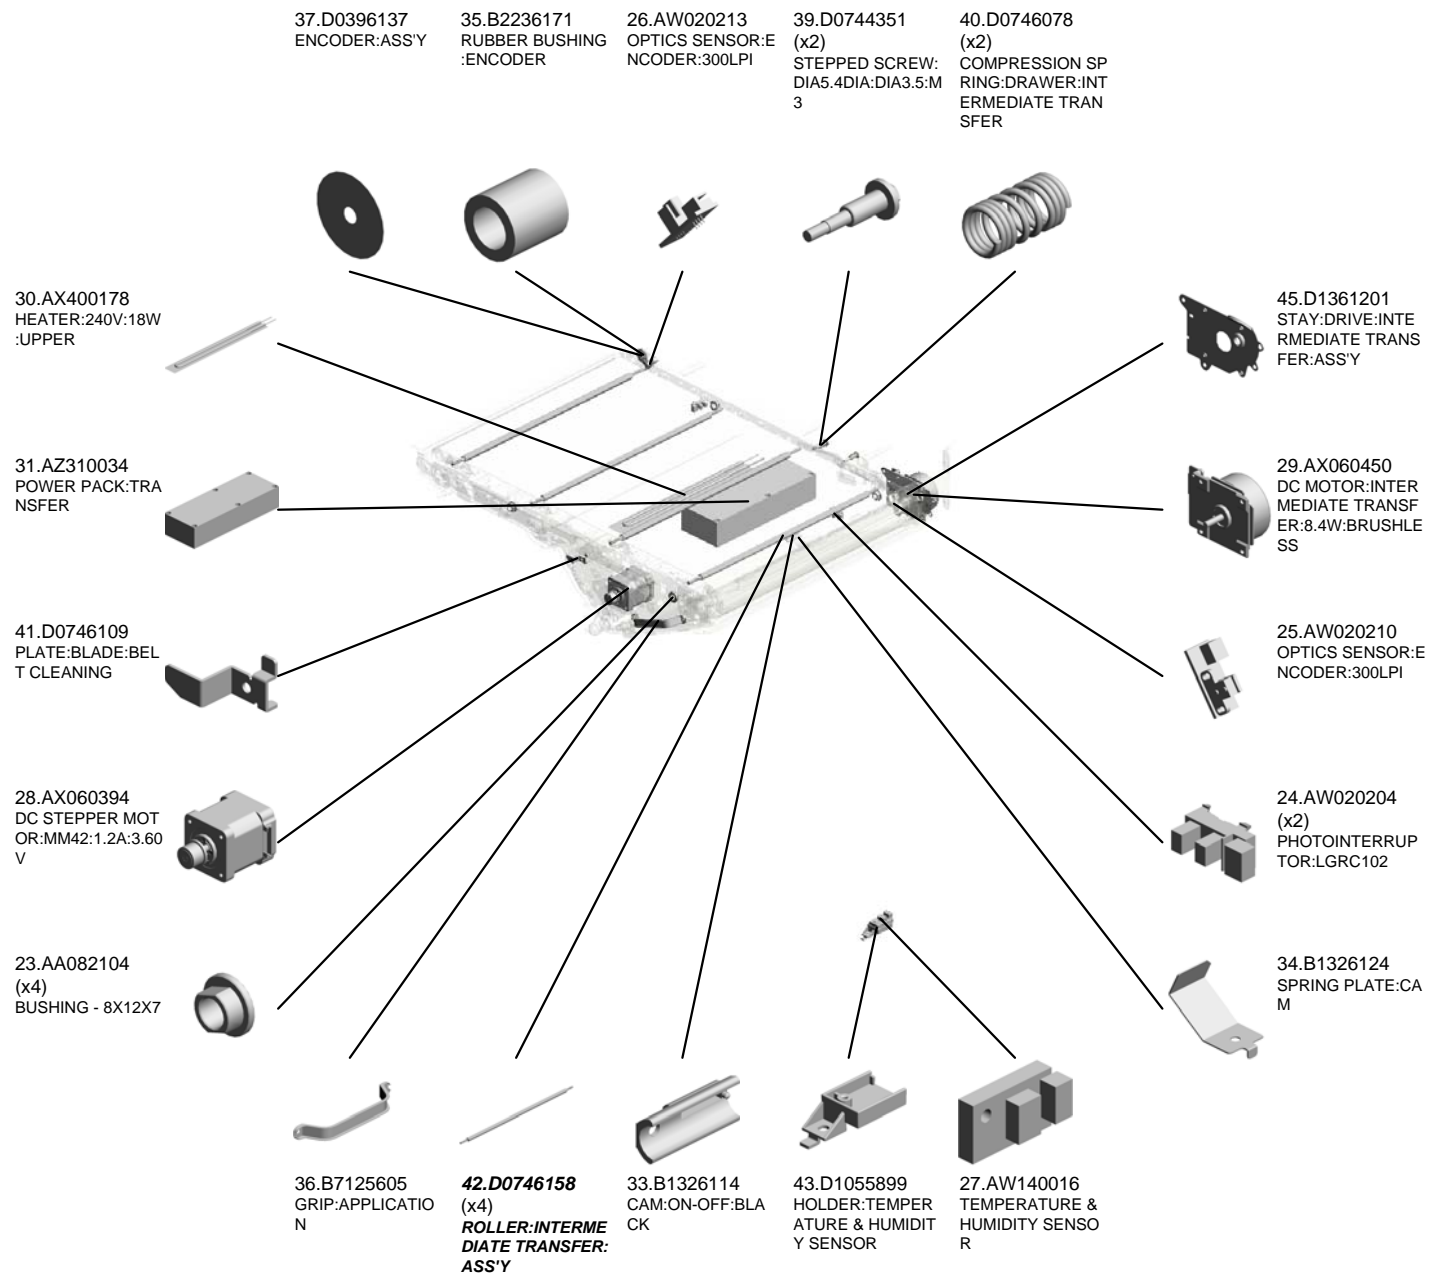 37.D0396137
ENCODER:ASS'Y
35.B2236171
RUBBER BUSHING
:ENCODER
26.AW020213
OPTICS SENSOR:E
NCODER:300LPI
39.D0744351
(x2)
STEPPED SCREW:
DIA5.4DIA:DIA3.5:M
3
40.D0746078
(x2)
COMPRESSION SP
RING:DRAWER:INT
ERMEDIATE TRAN
SFER
30.AX400178
HEATER:240V:18W
:UPPER
45.D1361201
STAY:DRIVE:INTE
RMEDIATE TRANS
FER:ASS'Y
31.AZ310034
POWER PACK:TRA
NSFER
29.AX060450
DC MOTOR:INTER
MEDIATE TRANSF
ER:8.4W:BRUSHLE
SS
41.D0746109
PLATE:BLADE:BEL
T CLEANING
25.AW020210
OPTICS SENSOR:E
NCODER:300LPI
28.AX060394
DC STEPPER MOT
OR:MM42:1.2A:3.60
V
24.AW020204
(x2)
PHOTOINTERRUP
TOR:LGRC102
23.AA082104
(x4)
BUSHING - 8X12X7
34.B1326124
SPRING PLATE:CA
M
36.B7125605
GRIP:APPLICATIO
N
42.D0746158
(x4)
ROLLER:INTERME
DIATE TRANSFER:
ASS'Y
33.B1326114
CAM:ON-OFF:BLA
CK
43.D1055899
HOLDER:TEMPER
ATURE & HUMIDIT
Y SENSOR
27.AW140016
TEMPERATURE &
HUMIDITY SENSO
R